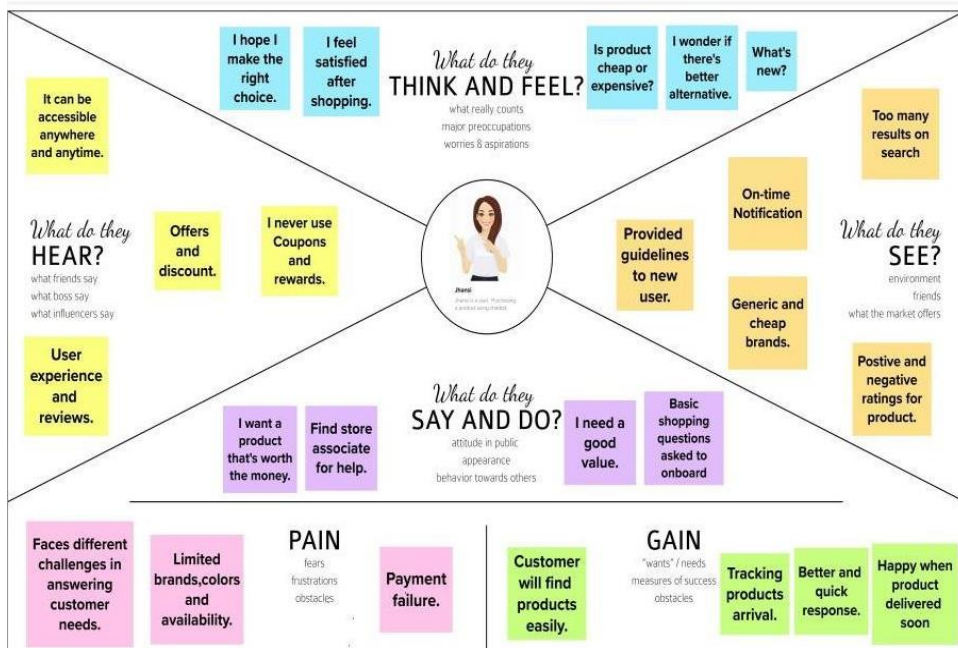 I hope I
make the
right
choice.
I feel
satisfied
after
shopping.
What do they
THINK AND FEEL?
what really counts
major preoccupations
worries & aspirations
Is product
cheap or
expensive?
I wonder if
there's
better
alternative.
What's
new?
It can be
accessible
anywhere
and anytime.
What do they
HEAR?
what friends say
what boss say
what influencers say
Offers
and
discount.
I never use
Coupons
and
rewards.
User
experience
and
reviews.
Jhansi
Too many
results on
search
On-time
Notification
Provided
guidelines
to new
user.
What do they
SEE?
environment
friends
what the market offers
Generic and
cheap
brands.
Postive and
negative
ratings for
product.
What do they
SAY AND DO?
attitude in public
appearance
behavior towards others
I want a
product
that's worth
the money.
Find store
associate
for help.
I need a
good
value.
Basic
shopping
questions
asked to
onboard
PAIN
fears
frustrations
obstacles
Faces different
challenges in
answering
customer
needs.
Limited
brands,colors
and
availability.
Payment
failure.
GAIN
"wants" / needs
measures of success
obstacles
Customer
will find
products
easily.
Tracking
products
arrival.
Better and
quick
response.
Happy when
product
delivered
soon